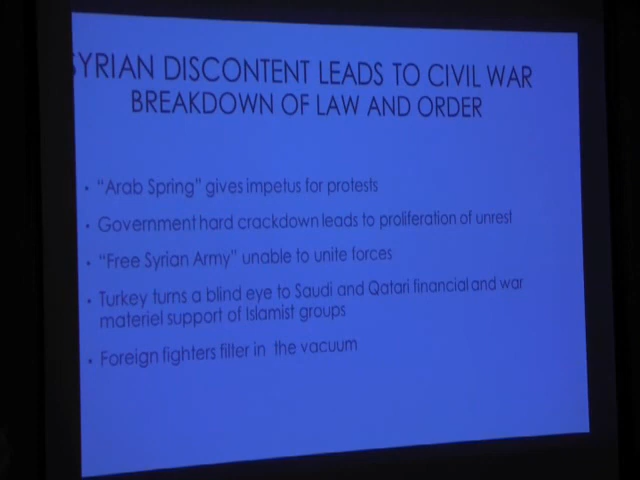 SYRIAN DISCONTENT LEADS TO CIVIL WAR
BREAKDOWN OF LAW AND ORDER
• “Arab Spring” gives impetus for protests
• Government hard crackdown leads to proliferation of unrest
• “Free Syrian Army” unable to unite forces
• Turkey turns a blind eye to Saudi and Qatari financial and war
materiel support of Islamist groups
• Foreign fighters filter in the vacuum